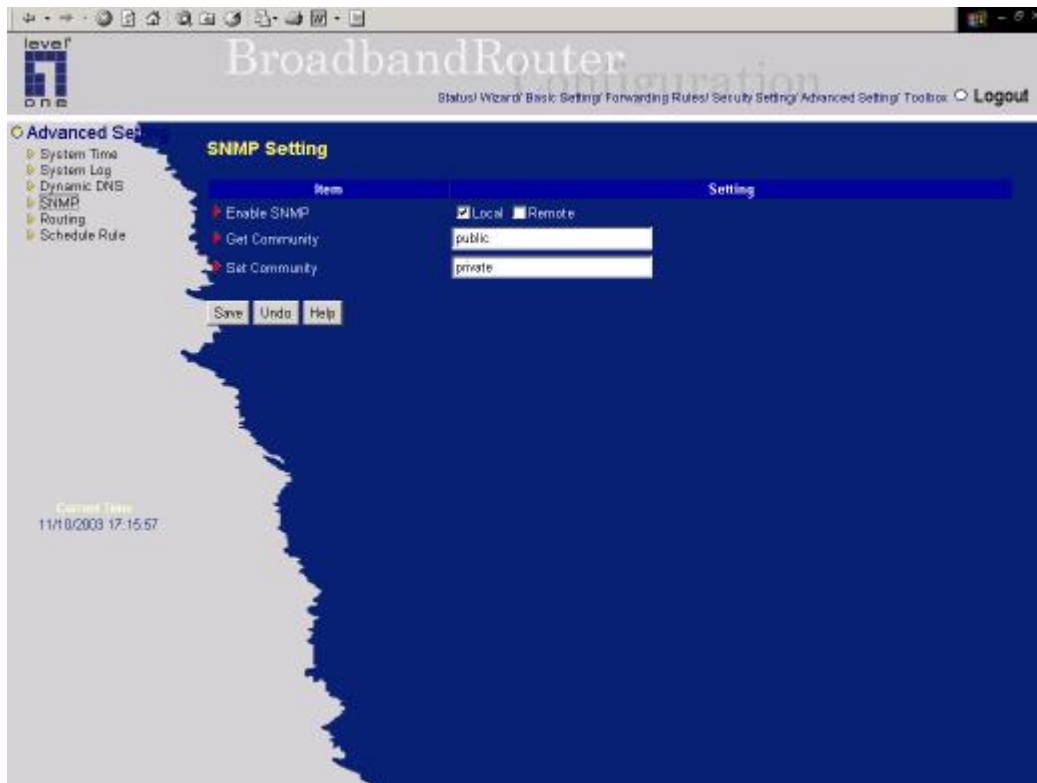 level
one
BroadbandRouter
Configuration
Status/ Wizard/ Basic Setting/ Forwarding Rules/ Security Setting/ Advanced Setting/ Toolbox Logout
Advanced Setting
System Time
System Log
Dynamic DNS
SNMP
Routing
Schedule Rule
SNMP Setting
Item Setting
Enable SNMP Local Remote
Get Community public
Set Community private
Save Undo Help
Current Time
11/10/2003 17:15:57